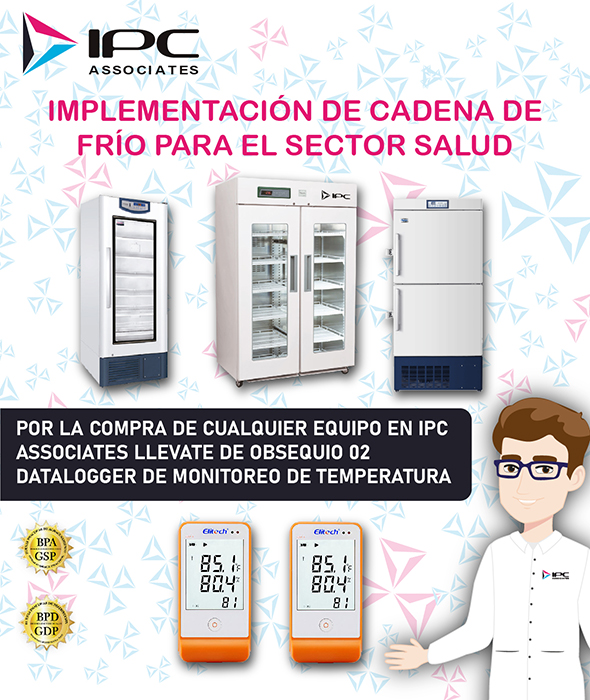 IPC
ASSOCIATES
IMPLEMENTACIÓN DE CADENA DE
FRÍO PARA EL SECTOR SALUD
IPC
POR LA COMPRA DE CUALQUIER EQUIPO EN IPC
ASSOCIATES LLEVATE DE OBSEQUIO 02
DATALOGGER DE MONITOREO DE TEMPERATURA
BPA
GSP
BPD
GDP
Elitech
85.1°F
80.4°F
81
Elitech
85.1°F
80.4°F
81
IPC